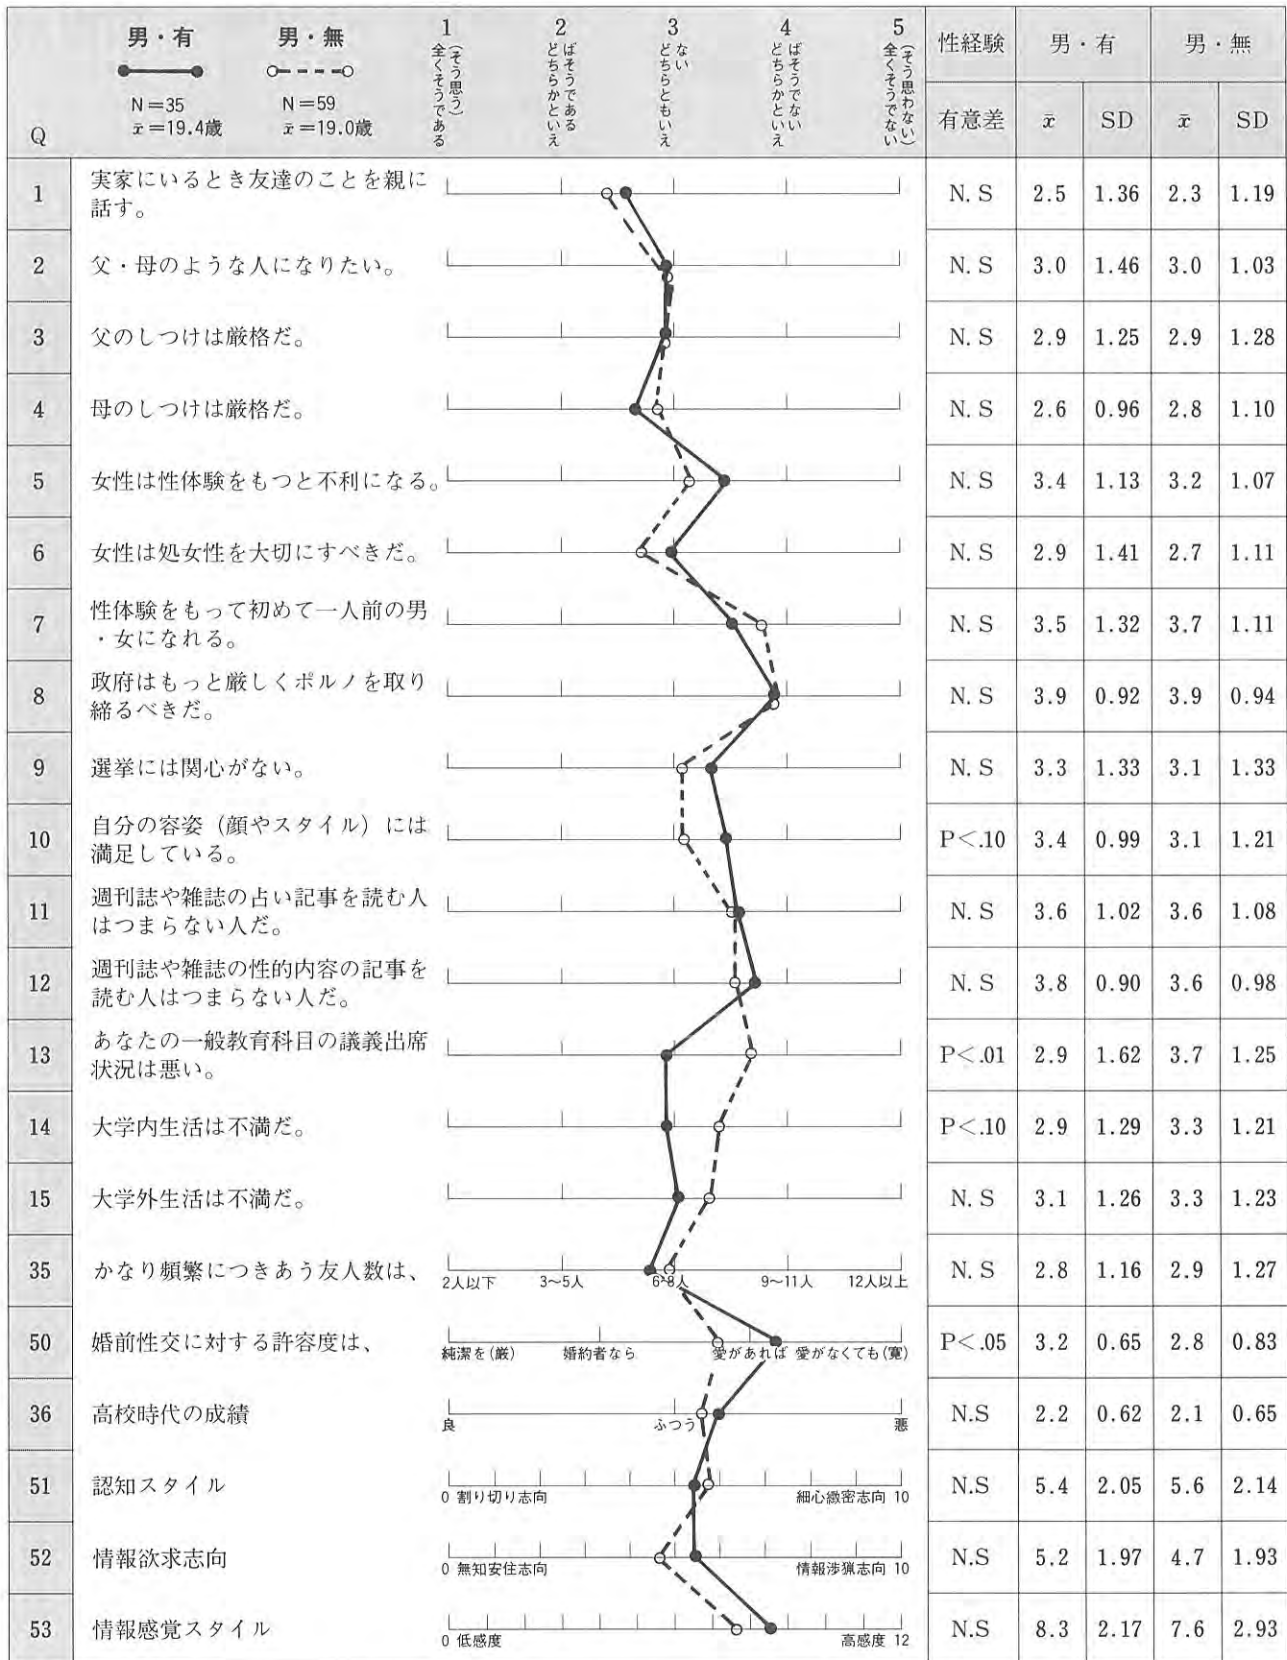 Q
男・有
N=35
x̄=19.4歳
男・無
N=59
x̄=19.0歳
1
全くそうである
(そう思う)
2
どちらかといえ
ばそうである
3
どちらともいえ
ない
4
どちらかといえ
ばそうでない
5
全くそうでない
(そう思わない)
性経験 男・有 男・無
有意差 x̄ SD x̄ SD
1 実家にいるとき友達のことを親に
話す。
N.S 2.5 1.36 2.3 1.19
2 父・母のような人になりたい。 N.S 3.0 1.46 3.0 1.03
3 父のしつけは厳格だ。 N.S 2.9 1.25 2.9 1.28
4 母のしつけは厳格だ。 N.S 2.6 0.96 2.8 1.10
5 女性は性体験をもつと不利になる。 N.S 3.4 1.13 3.2 1.07
6 女性は処女性を大切にすべきだ。 N.S 2.9 1.41 2.7 1.11
7 性体験をもって初めて一人前の男
・女になれる。
N.S 3.5 1.32 3.7 1.11
8 政府はもっと厳しくポルノを取り
締るべきだ。
N.S 3.9 0.92 3.9 0.94
9 選挙には関心がない。 N.S 3.3 1.33 3.1 1.33
10 自分の容姿（顔やスタイル）には
満足している。
P<.10 3.4 0.99 3.1 1.21
11 週刊誌や雑誌の占い記事を読む人
はつまらない人だ。
N.S 3.6 1.02 3.6 1.08
12 週刊誌や雑誌の性的内容の記事を
読む人はつまらない人だ。
N.S 3.8 0.90 3.6 0.98
13 あなたの一般教育科目の議義出席
状況は悪い。
P<.01 2.9 1.62 3.7 1.25
14 大学内生活は不満だ。 P<.10 2.9 1.29 3.3 1.21
15 大学外生活は不満だ。 N.S 3.1 1.26 3.3 1.23
35 かなり頻繁につきあう友人数は、 N.S 2.8 1.16 2.9 1.27
2人以下 3〜5人 6〜8人 9〜11人 12人以上
50 婚前性交に対する許容度は、 P<.05 3.2 0.65 2.8 0.83
純潔を(厳) 婚約者なら 愛があれば 愛がなくても(寛)
36 高校時代の成績 N.S 2.2 0.62 2.1 0.65
良 ふつう 悪
51 認知スタイル N.S 5.4 2.05 5.6 2.14
0 割り切り志向 細心緻密志向 10
52 情報欲求志向 N.S 5.2 1.97 4.7 1.93
0 無知安住志向 情報渉猟志向 10
53 情報感覚スタイル N.S 8.3 2.17 7.6 2.93
0 低感度 高感度 12